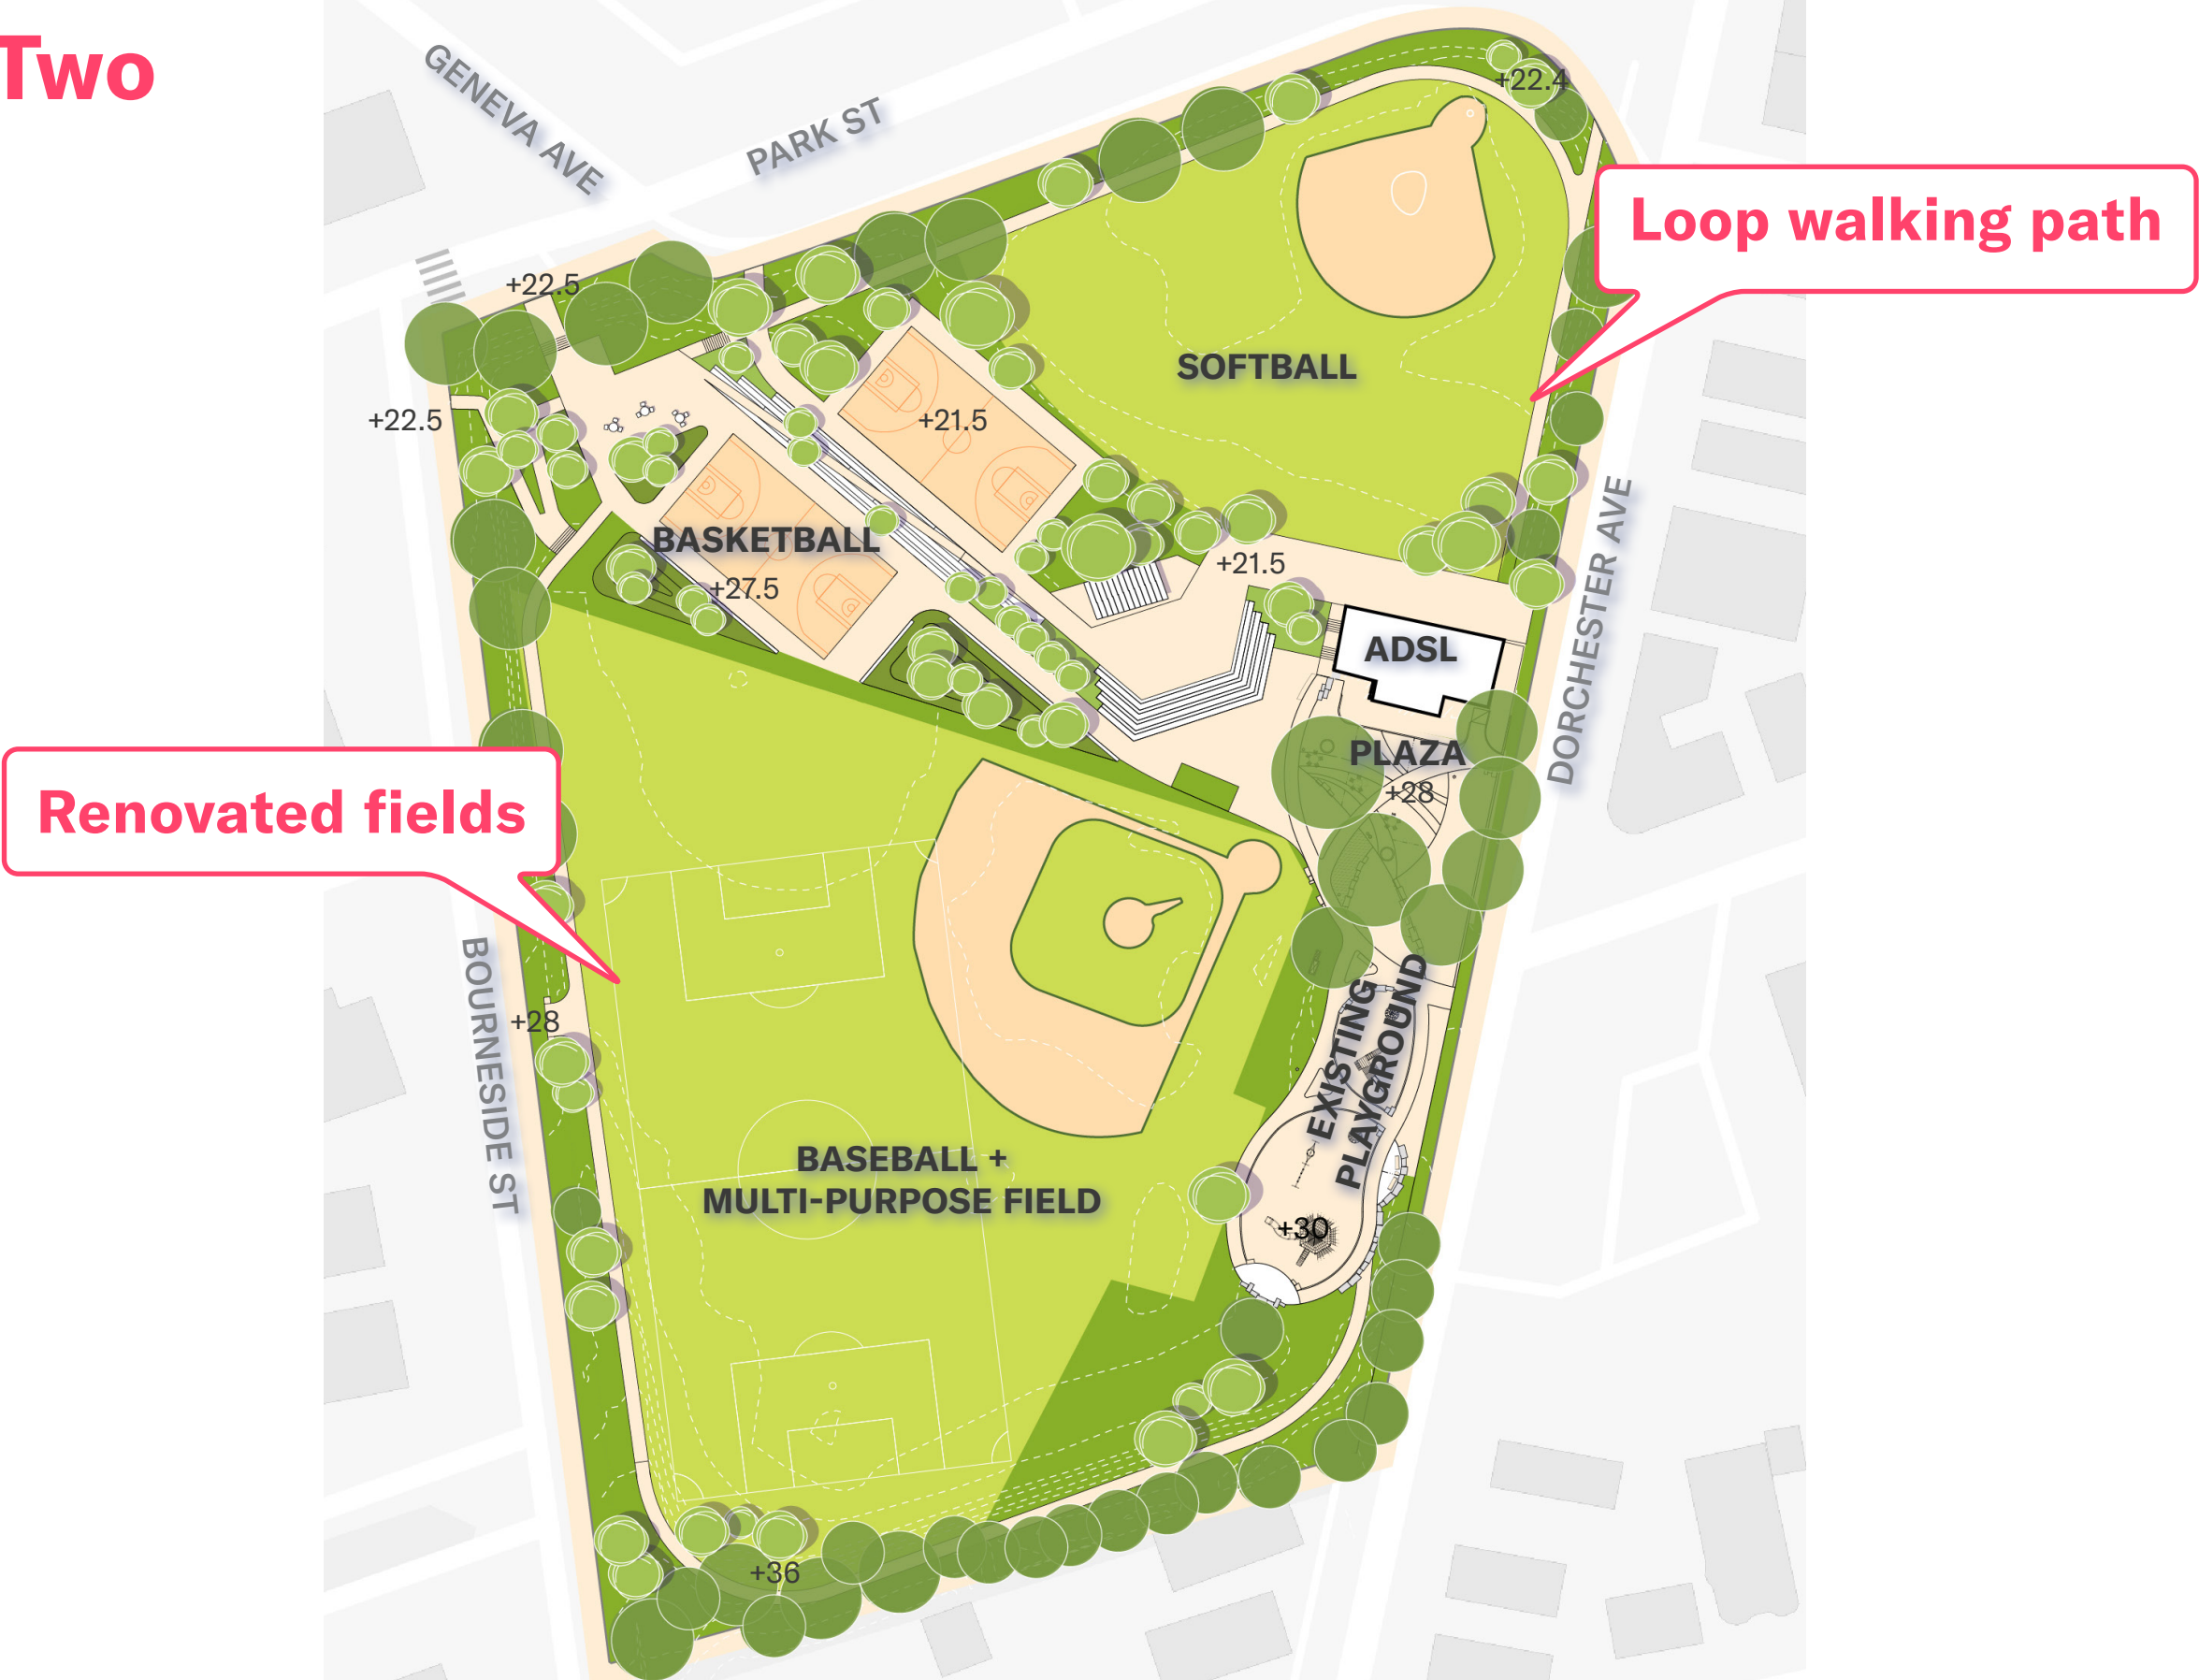 Two
GENEVA AVE
PARK ST
+22.4
Loop walking path
+22.5
SOFTBALL
+22.5
+21.5
BASKETBALL
+21.5
+27.5
ADSL
DORCHESTER AVE
PLAZA
+28
Renovated fields
BOURNESIDE ST
+28
EXISTING
PLAYGROUND
BASEBALL +
MULTI-PURPOSE FIELD
+30
+36